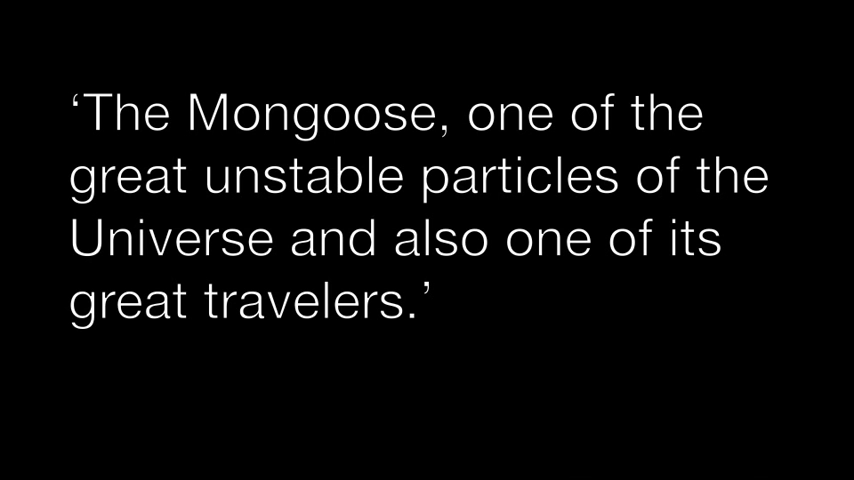 ‘The Mongoose, one of the
great unstable particles of the
Universe and also one of its
great travelers.’